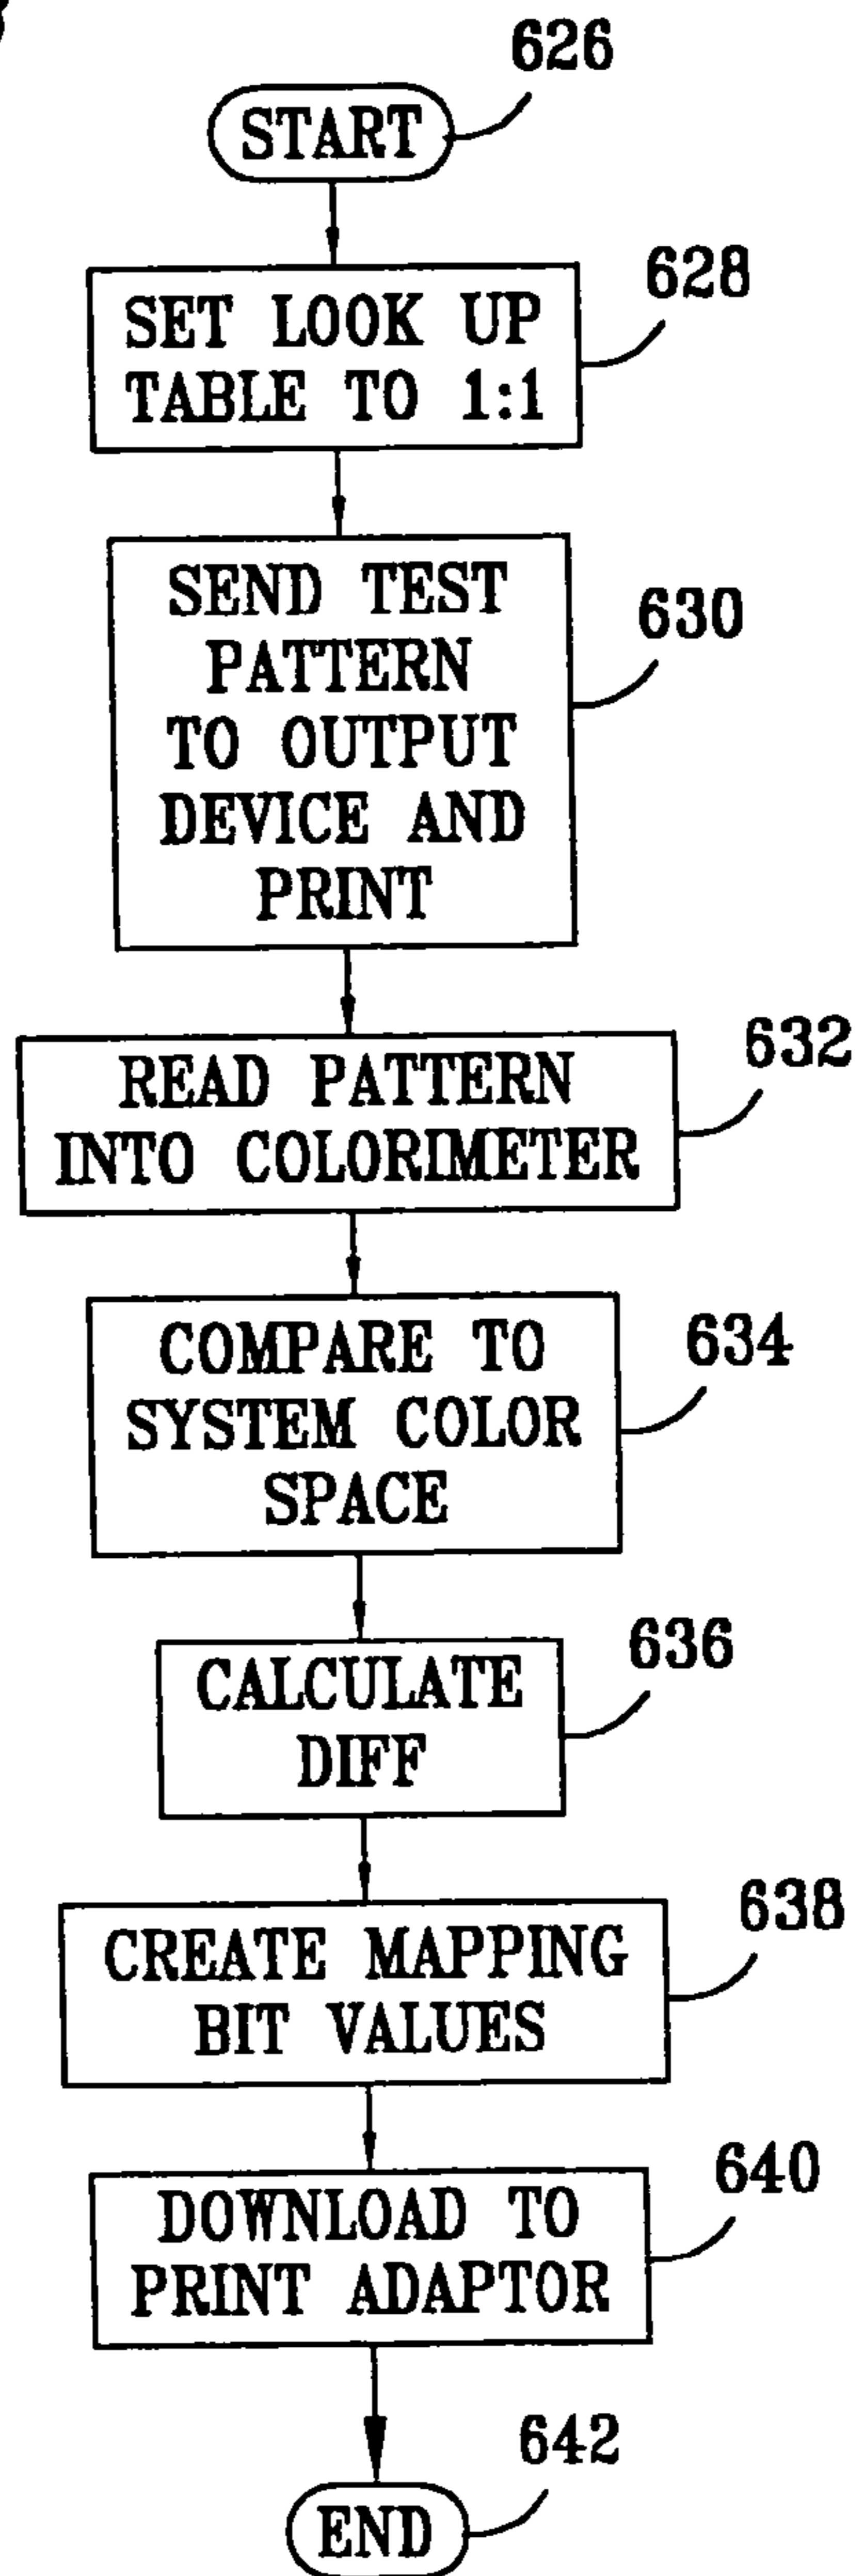 626
START
628
SET LOOK UP
TABLE TO 1:1
630
SEND TEST
PATTERN
TO OUTPUT
DEVICE AND
PRINT
632
READ PATTERN
INTO COLORIMETER
634
COMPARE TO
SYSTEM COLOR
SPACE
636
CALCULATE
DIFF
638
CREATE MAPPING
BIT VALUES
640
DOWNLOAD TO
PRINT ADAPTOR
642
END